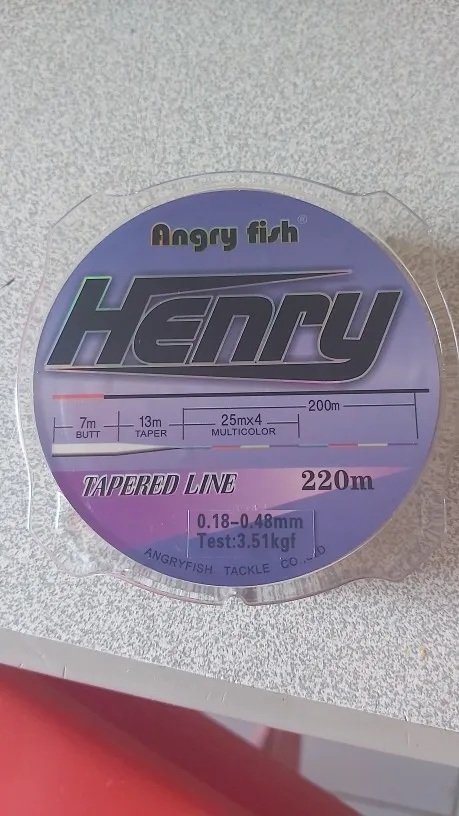 Angry fish®
HENRY
200m
7m 13m 25mx4
BUTT TAPER MULTICOLOR
TAPERED LINE 220m
0.18-0.48mm
Test:3.51kgf
ANGRYFISH TACKLE CO.,LTD